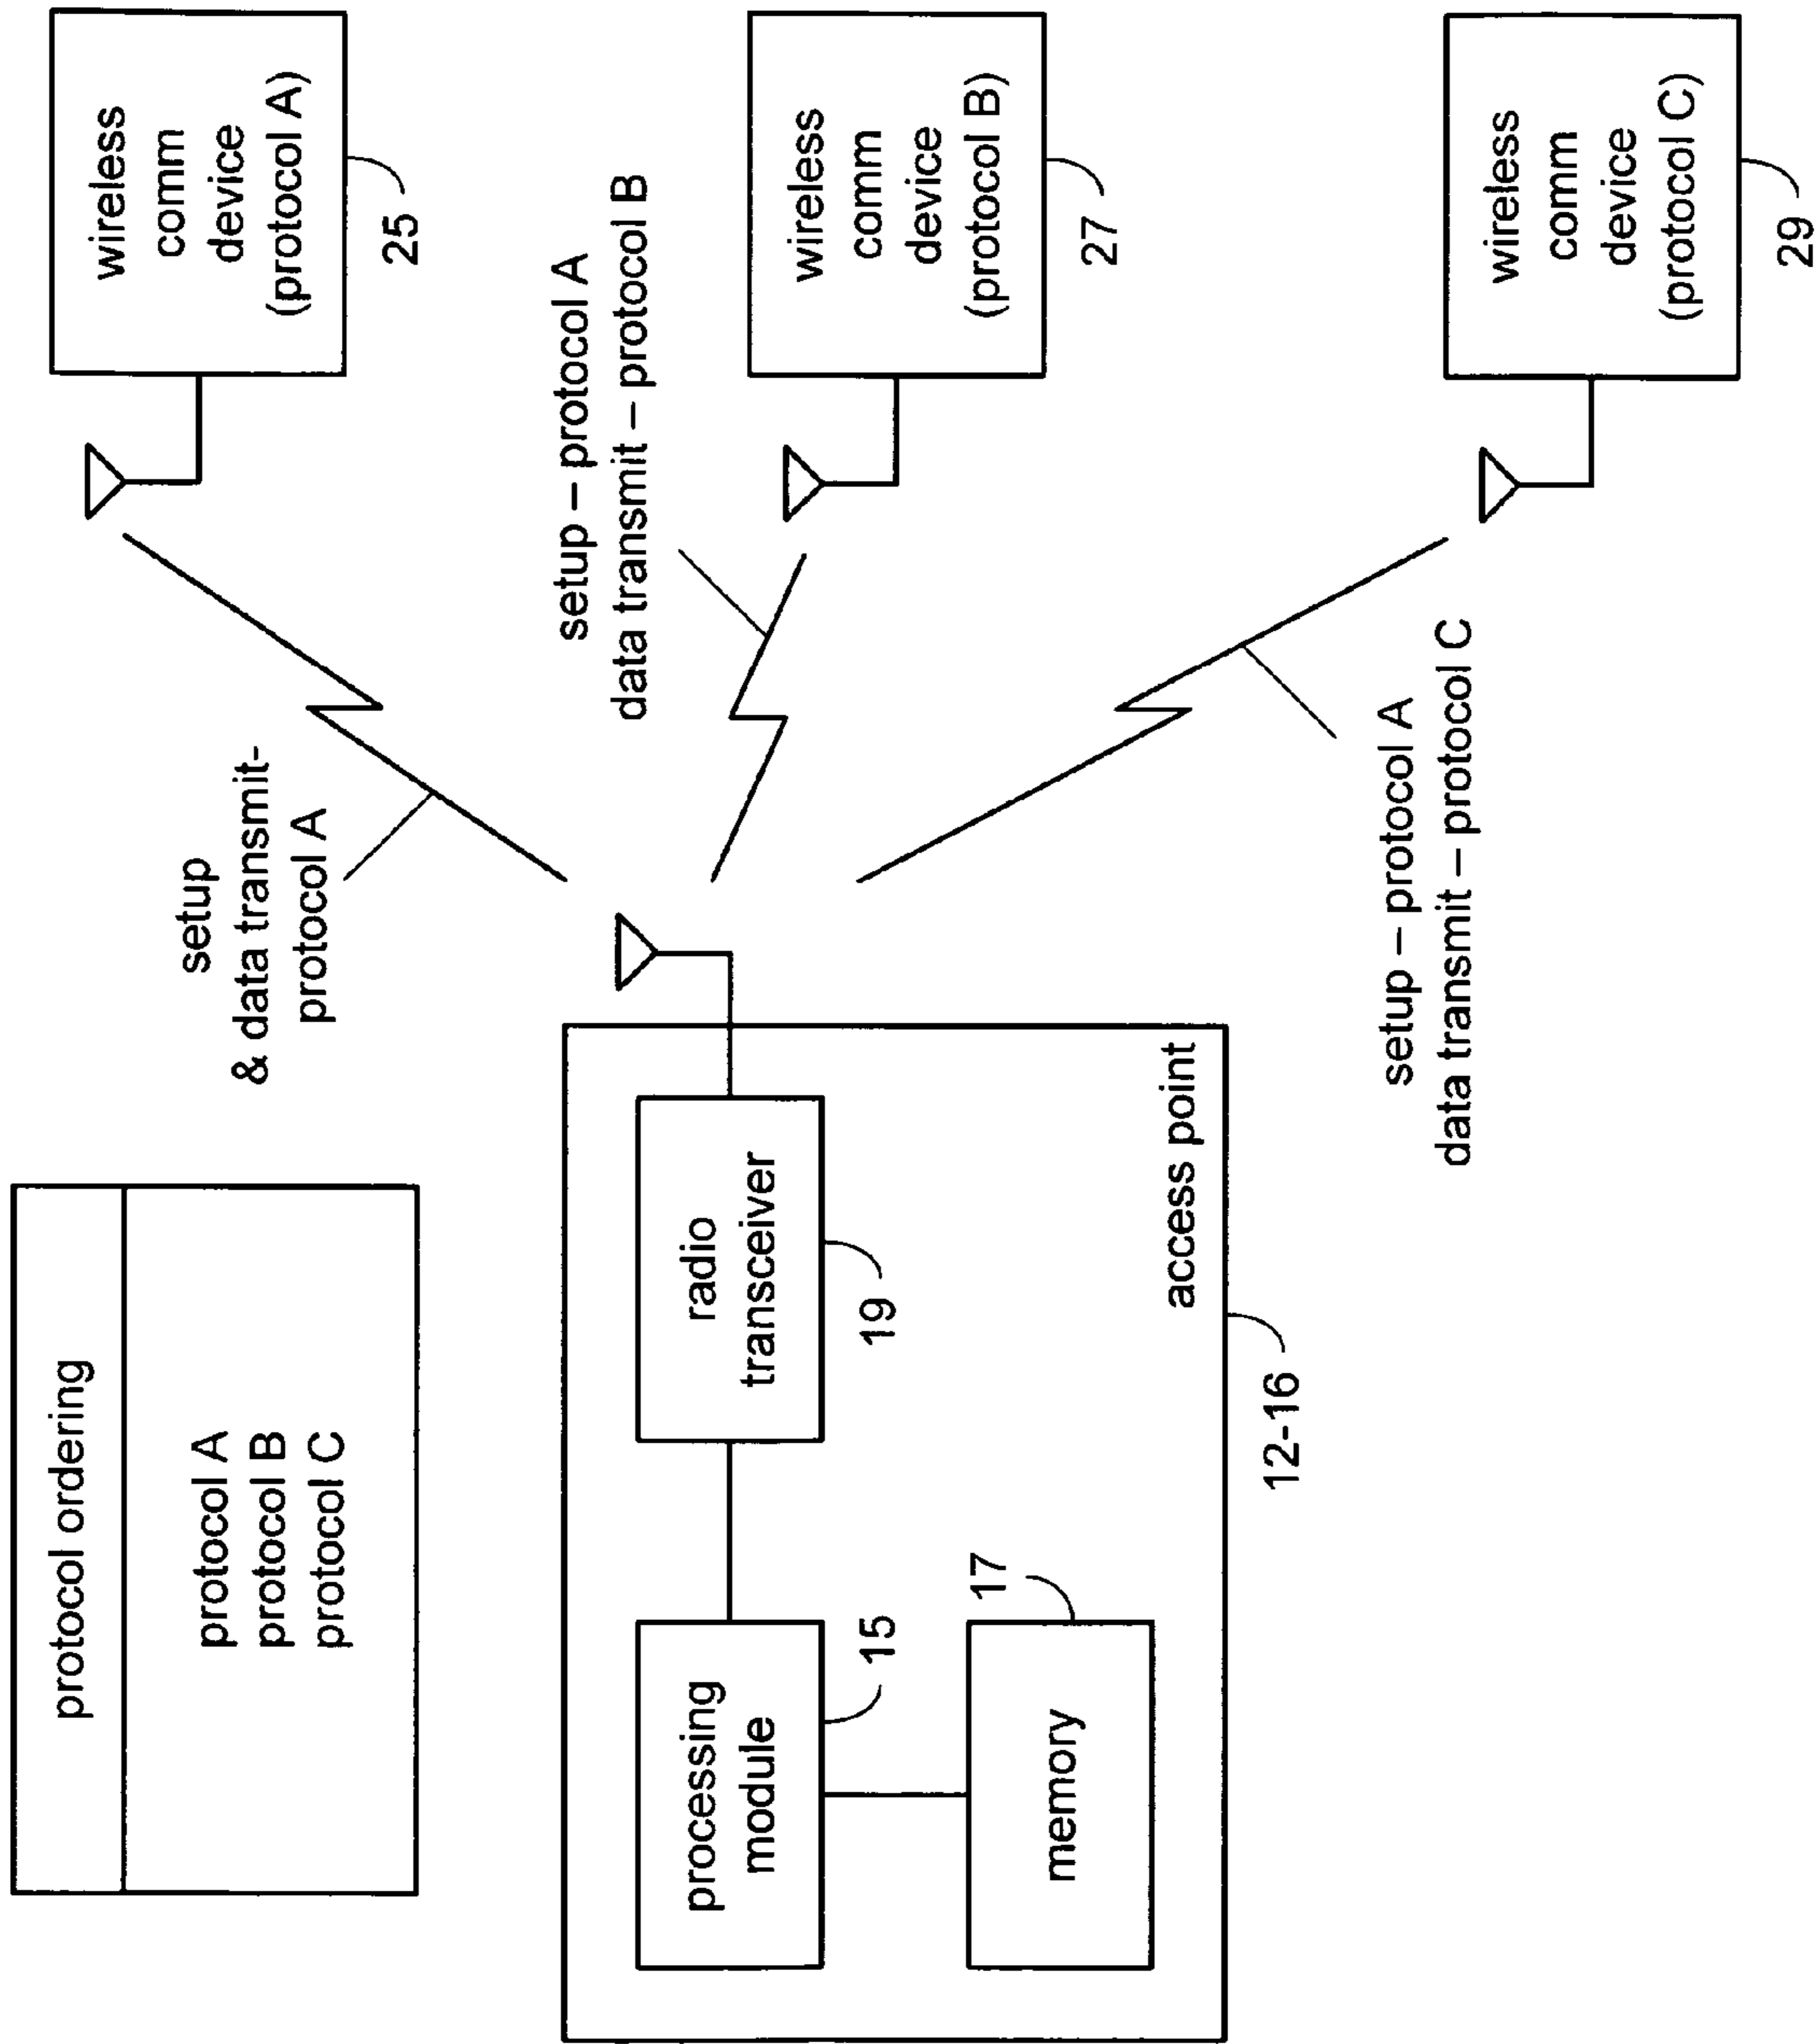 protocol ordering
protocol A
protocol B
protocol C
setup
& data transmit-
protocol A
wireless
comm
device
(protocol A)
25
setup – protocol A
data transmit – protocol B
wireless
comm
device
(protocol B)
27
processing
module
15
radio
transceiver
19
memory
17
access point
12-16
setup – protocol A
data transmit – protocol C
wireless
comm
device
(protocol C)
29